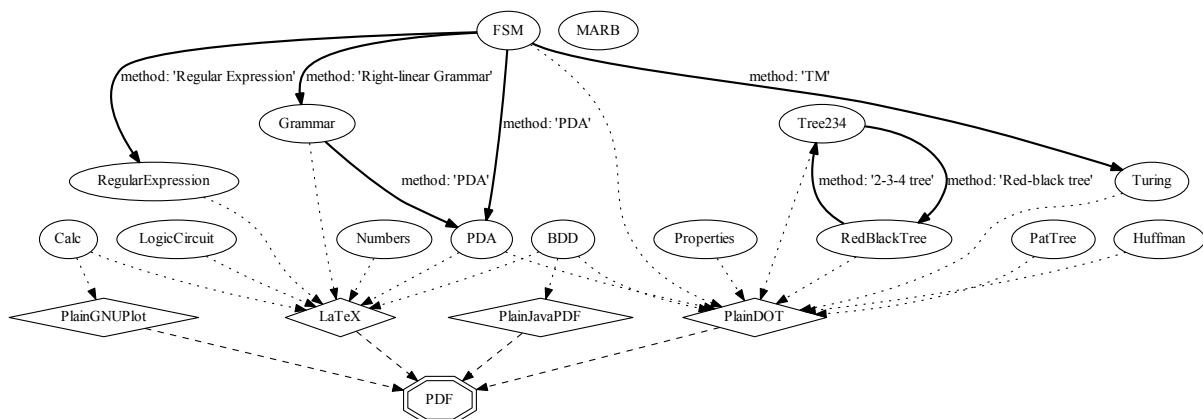 FSM
MARB
method: 'Regular Expression'
method: 'Right-linear Grammar'
method: 'TM'
Grammar
method: 'PDA'
Tree234
RegularExpression
method: 'PDA'
method: '2-3-4 tree'
method: 'Red-black tree'
Turing
Calc
LogicCircuit
Numbers
PDA
BDD
Properties
RedBlackTree
PatTree
Huffman
PlainGNUPlot
LaTeX
PlainJavaPDF
PlainDOT
PDF